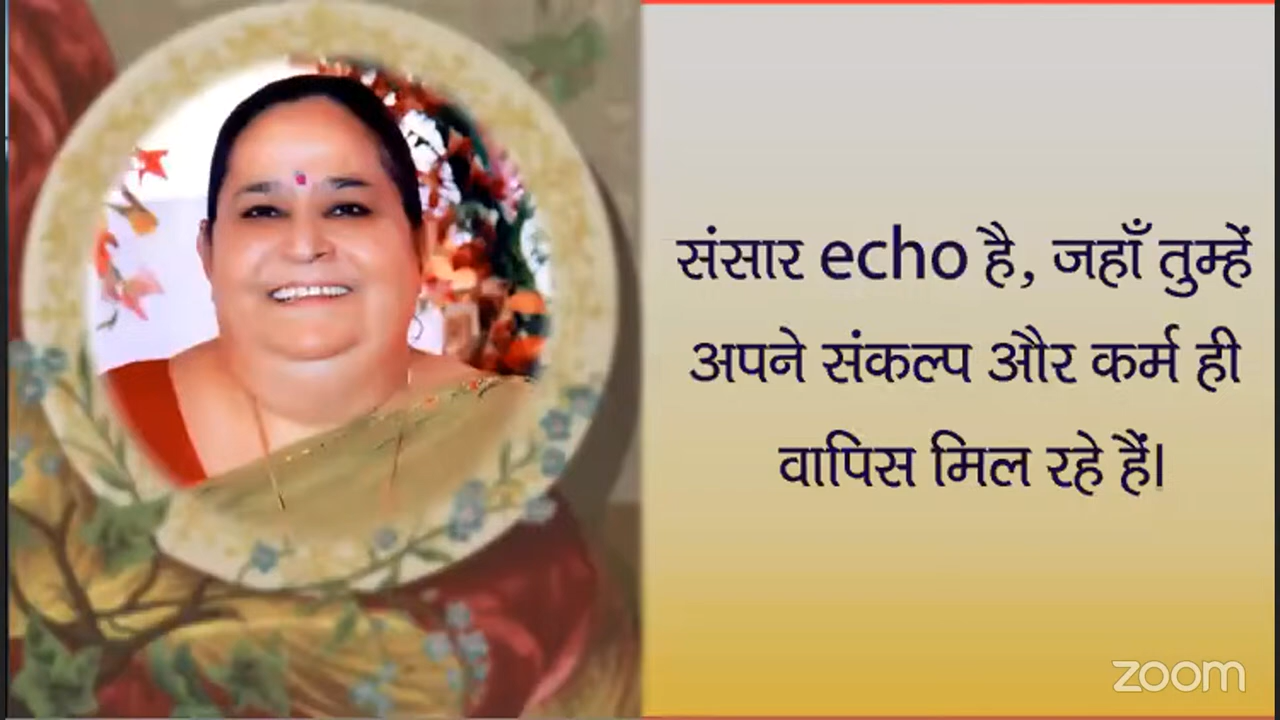 संसार echo है, जहाँ तुम्हें
अपने संकल्प और कर्म ही
वापिस मिल रहे हैं।
zoom